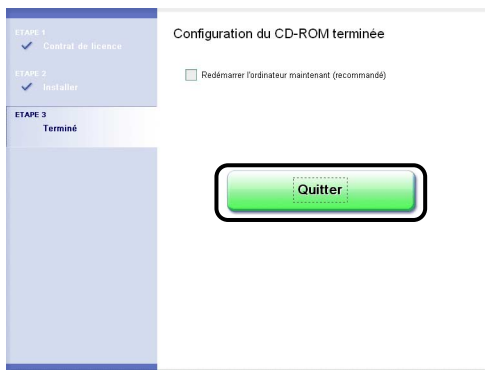 ETAPE 1
Contrat de licence
ETAPE 2
Installer
ETAPE 3
Terminé
Configuration du CD-ROM terminée
Redémarrer l'ordinateur maintenant (recommandé)
Quitter